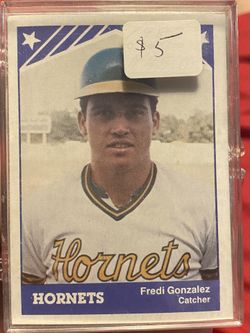 $5
Hornets
HORNETS
Fredi Gonzalez
Catcher